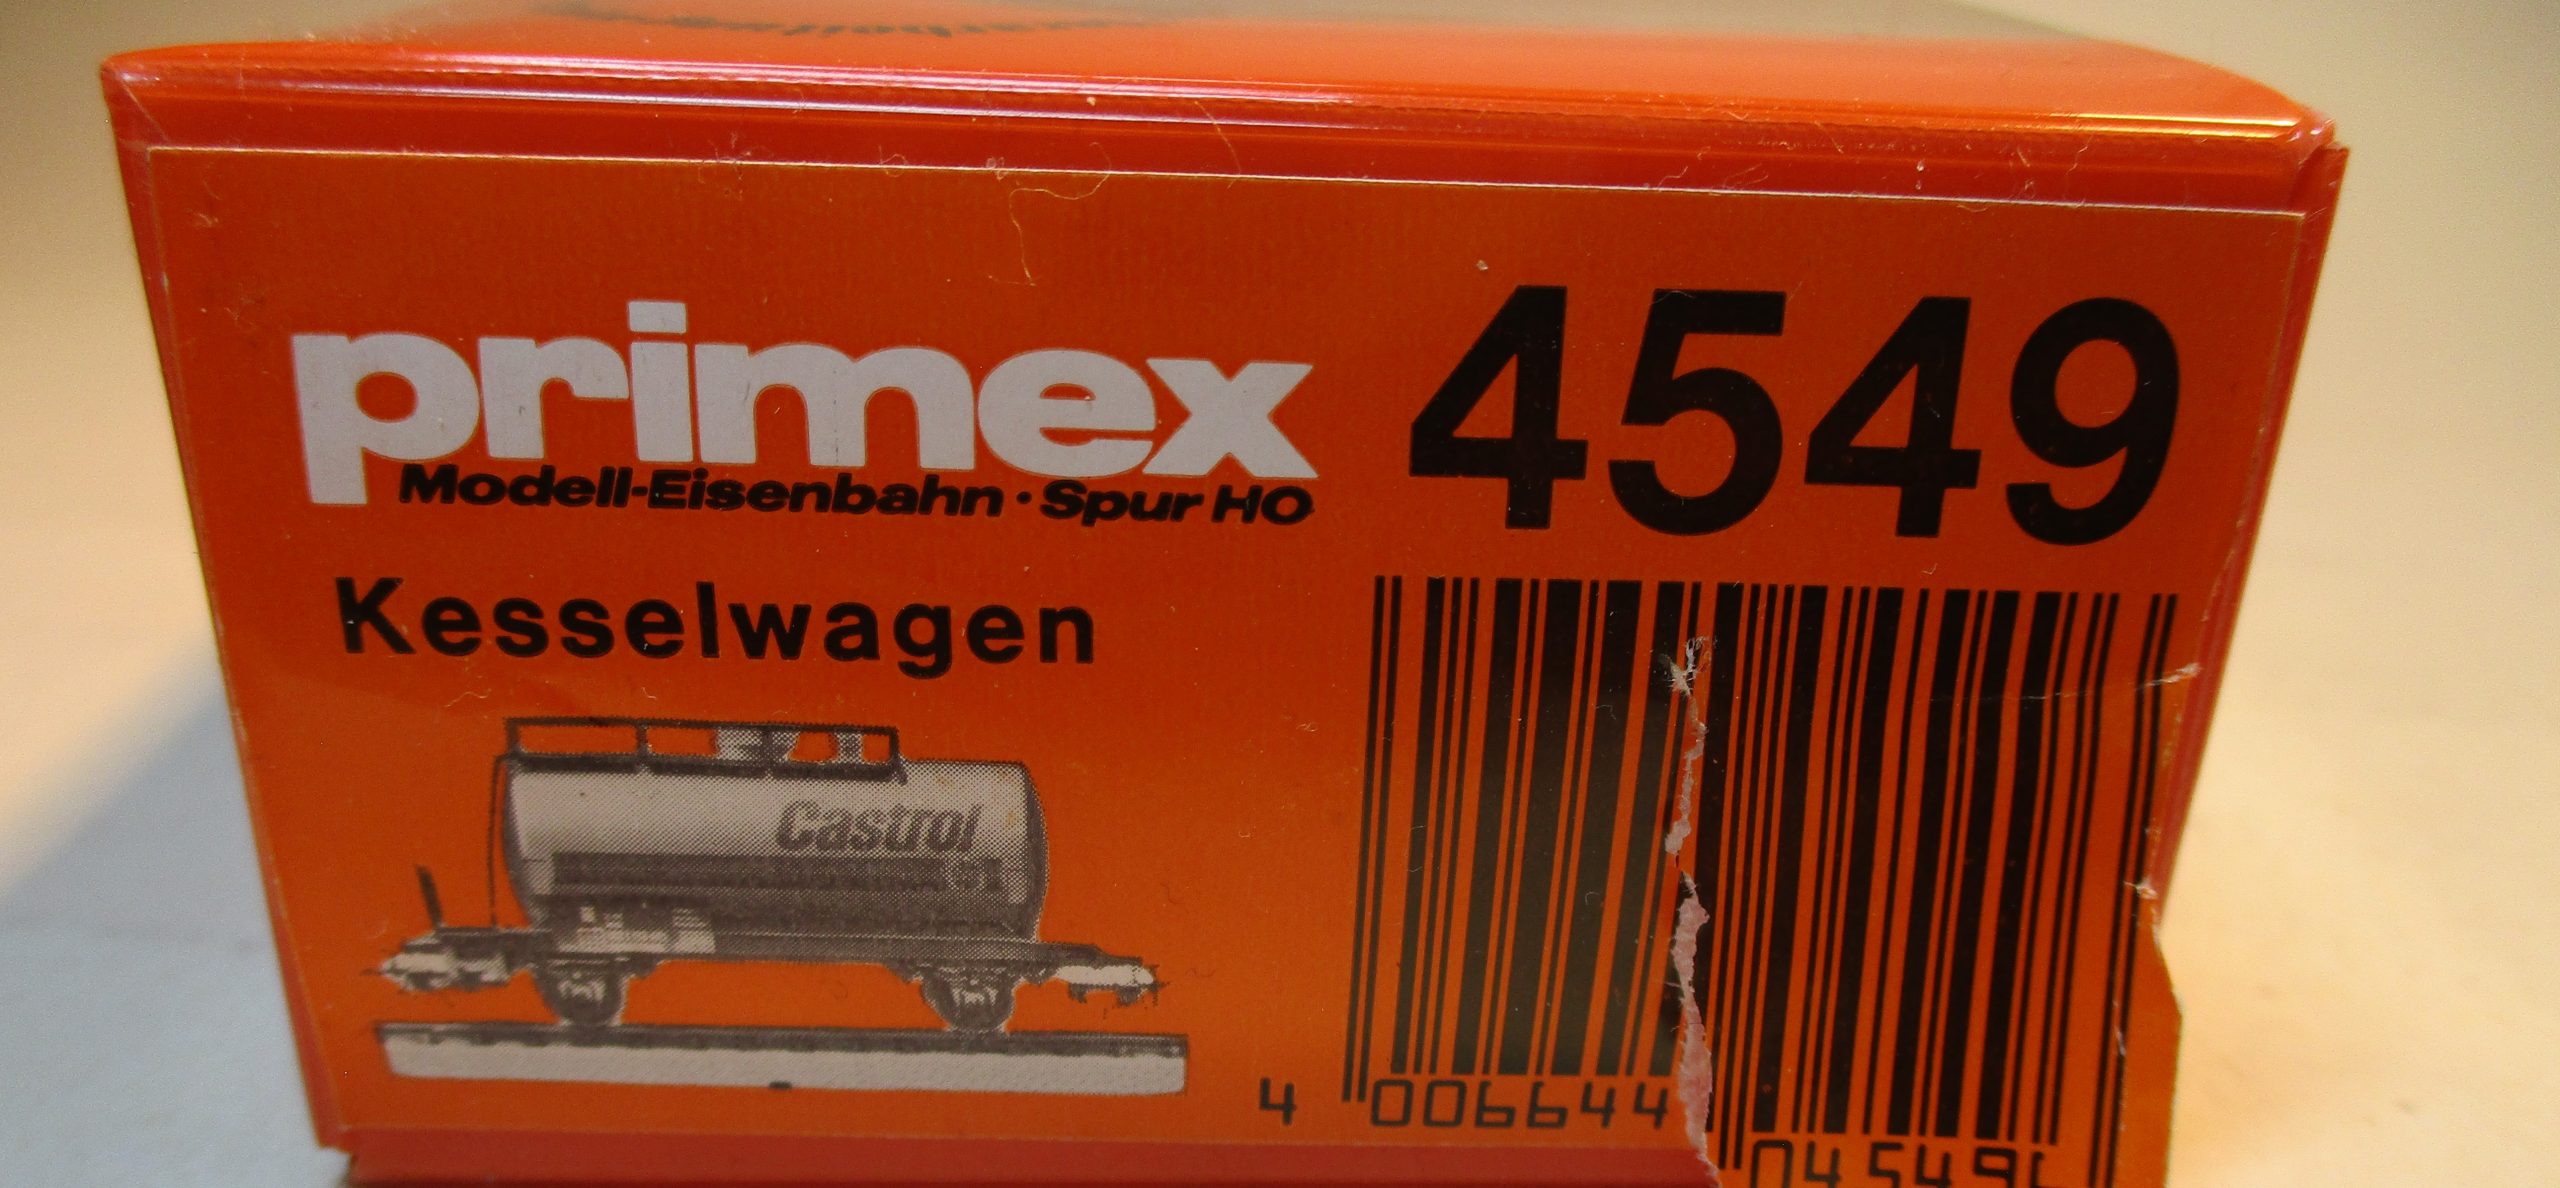 primex
4549
Modell-Eisenbahn · Spur HO
Kesselwagen
Castrol
4 006644 04549